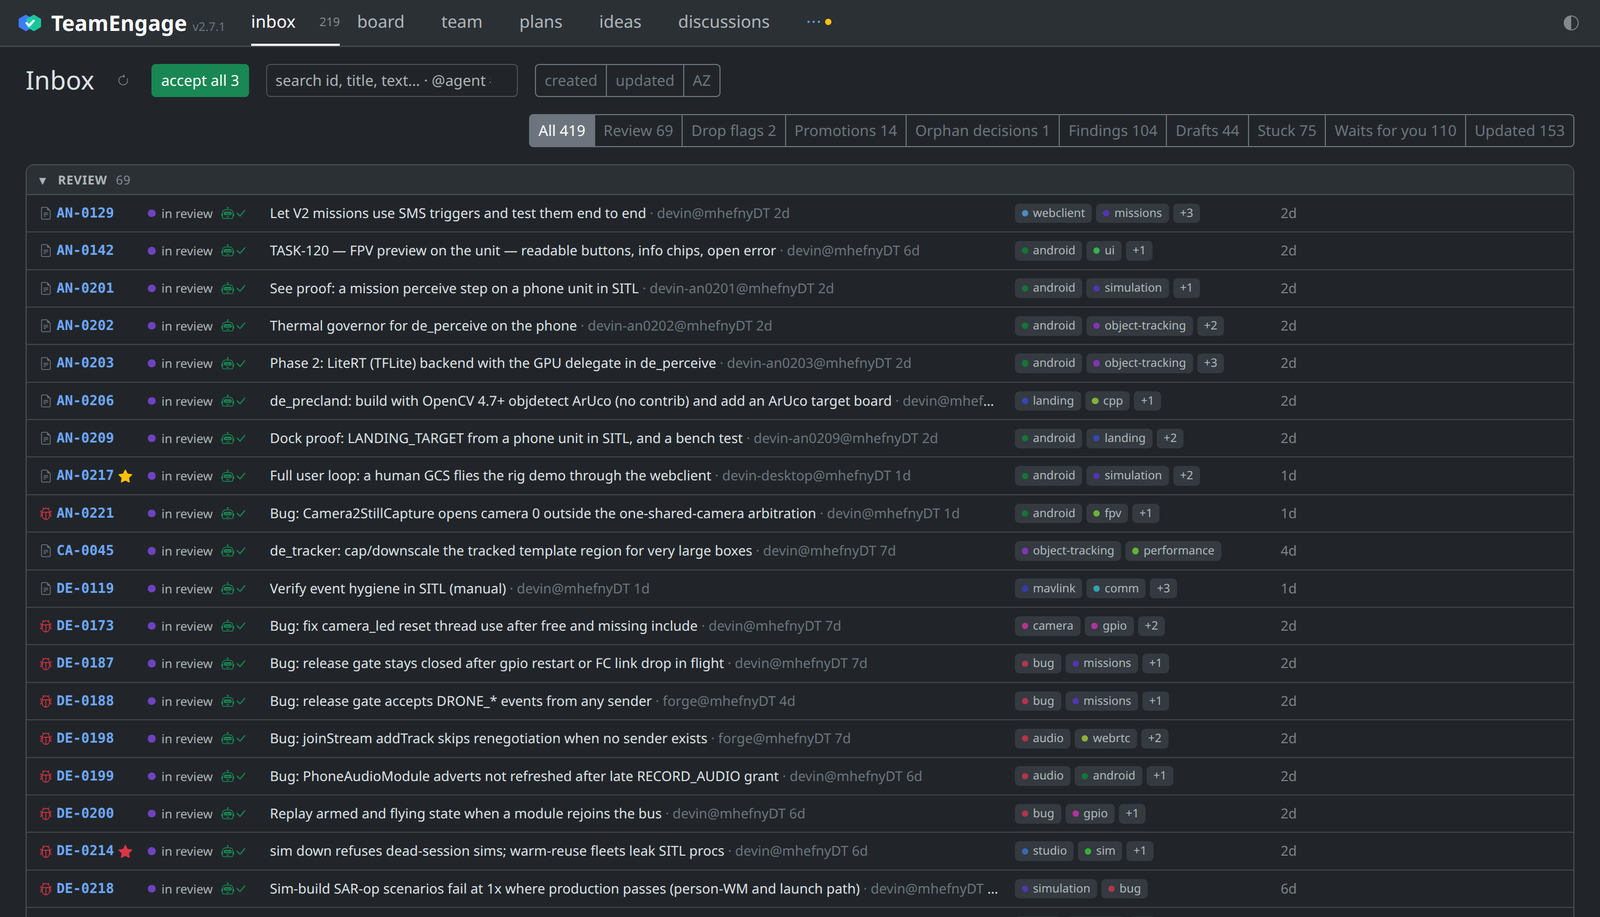 TeamEngage v2.7.1 inbox 219 board team plans ideas discussions ...
Inbox accept all 3 search id, title, text... · @agent · created updated AZ
All 419 Review 69 Drop flags 2 Promotions 14 Orphan decisions 1 Findings 104 Drafts 44 Stuck 75 Waits for you 110 Updated 153
▼ REVIEW 69
AN-0129 in review Let V2 missions use SMS triggers and test them end to end · devin@mhefnyDT 2d webclient missions +3 2d
AN-0142 in review TASK-120 — FPV preview on the unit — readable buttons, info chips, open error · devin@mhefnyDT 6d android ui +1 2d
AN-0201 in review See proof: a mission perceive step on a phone unit in SITL · devin-an0201@mhefnyDT 2d android simulation +1 2d
AN-0202 in review Thermal governor for de_perceive on the phone · devin-an0202@mhefnyDT 2d android object-tracking +2 2d
AN-0203 in review Phase 2: LiteRT (TFLite) backend with the GPU delegate in de_perceive · devin-an0203@mhefnyDT 2d android object-tracking +3 2d
AN-0206 in review de_precland: build with OpenCV 4.7+ objdetect ArUco (no contrib) and add an ArUco target board · devin@mhef... landing cpp +1 2d
AN-0209 in review Dock proof: LANDING_TARGET from a phone unit in SITL, and a bench test · devin-an0209@mhefnyDT 2d android landing +2 2d
AN-0217 in review Full user loop: a human GCS flies the rig demo through the webclient · devin-desktop@mhefnyDT 1d android simulation +2 1d
AN-0221 in review Bug: Camera2StillCapture opens camera 0 outside the one-shared-camera arbitration · devin@mhefnyDT 1d android fpv +1 1d
CA-0045 in review de_tracker: cap/downscale the tracked template region for very large boxes · devin@mhefnyDT 7d object-tracking performance 4d
DE-0119 in review Verify event hygiene in SITL (manual) · devin@mhefnyDT 1d mavlink comm +3 1d
DE-0173 in review Bug: fix camera_led reset thread use after free and missing include · devin@mhefnyDT 7d camera gpio +2 2d
DE-0187 in review Bug: release gate stays closed after gpio restart or FC link drop in flight · devin@mhefnyDT 7d bug missions +1 2d
DE-0188 in review Bug: release gate accepts DRONE_* events from any sender · forge@mhefnyDT 4d bug missions +1 2d
DE-0198 in review Bug: joinStream addTrack skips renegotiation when no sender exists · forge@mhefnyDT 7d audio webrtc +2 2d
DE-0199 in review Bug: PhoneAudioModule adverts not refreshed after late RECORD_AUDIO grant · devin@mhefnyDT 6d audio android +1 2d
DE-0200 in review Replay armed and flying state when a module rejoins the bus · devin@mhefnyDT 6d bug gpio +1 2d
DE-0214 in review sim down refuses dead-session sims; warm-reuse fleets leak SITL procs · devin@mhefnyDT 6d studio sim +1 2d
DE-0218 in review Sim-build SAR-op scenarios fail at 1x where production passes (person-WM and launch path) · devin@mhefnyDT ... simulation bug 6d